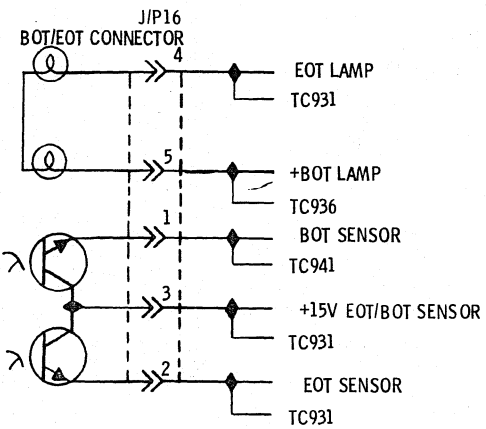 J/P16
BOT/EOT CONNECTOR
4
EOT LAMP
TC931
5
+BOT LAMP
TC936
1
BOT SENSOR
TC941
λ
3
+15V EOT/BOT SENSOR
TC931
λ
2
EOT SENSOR
TC931